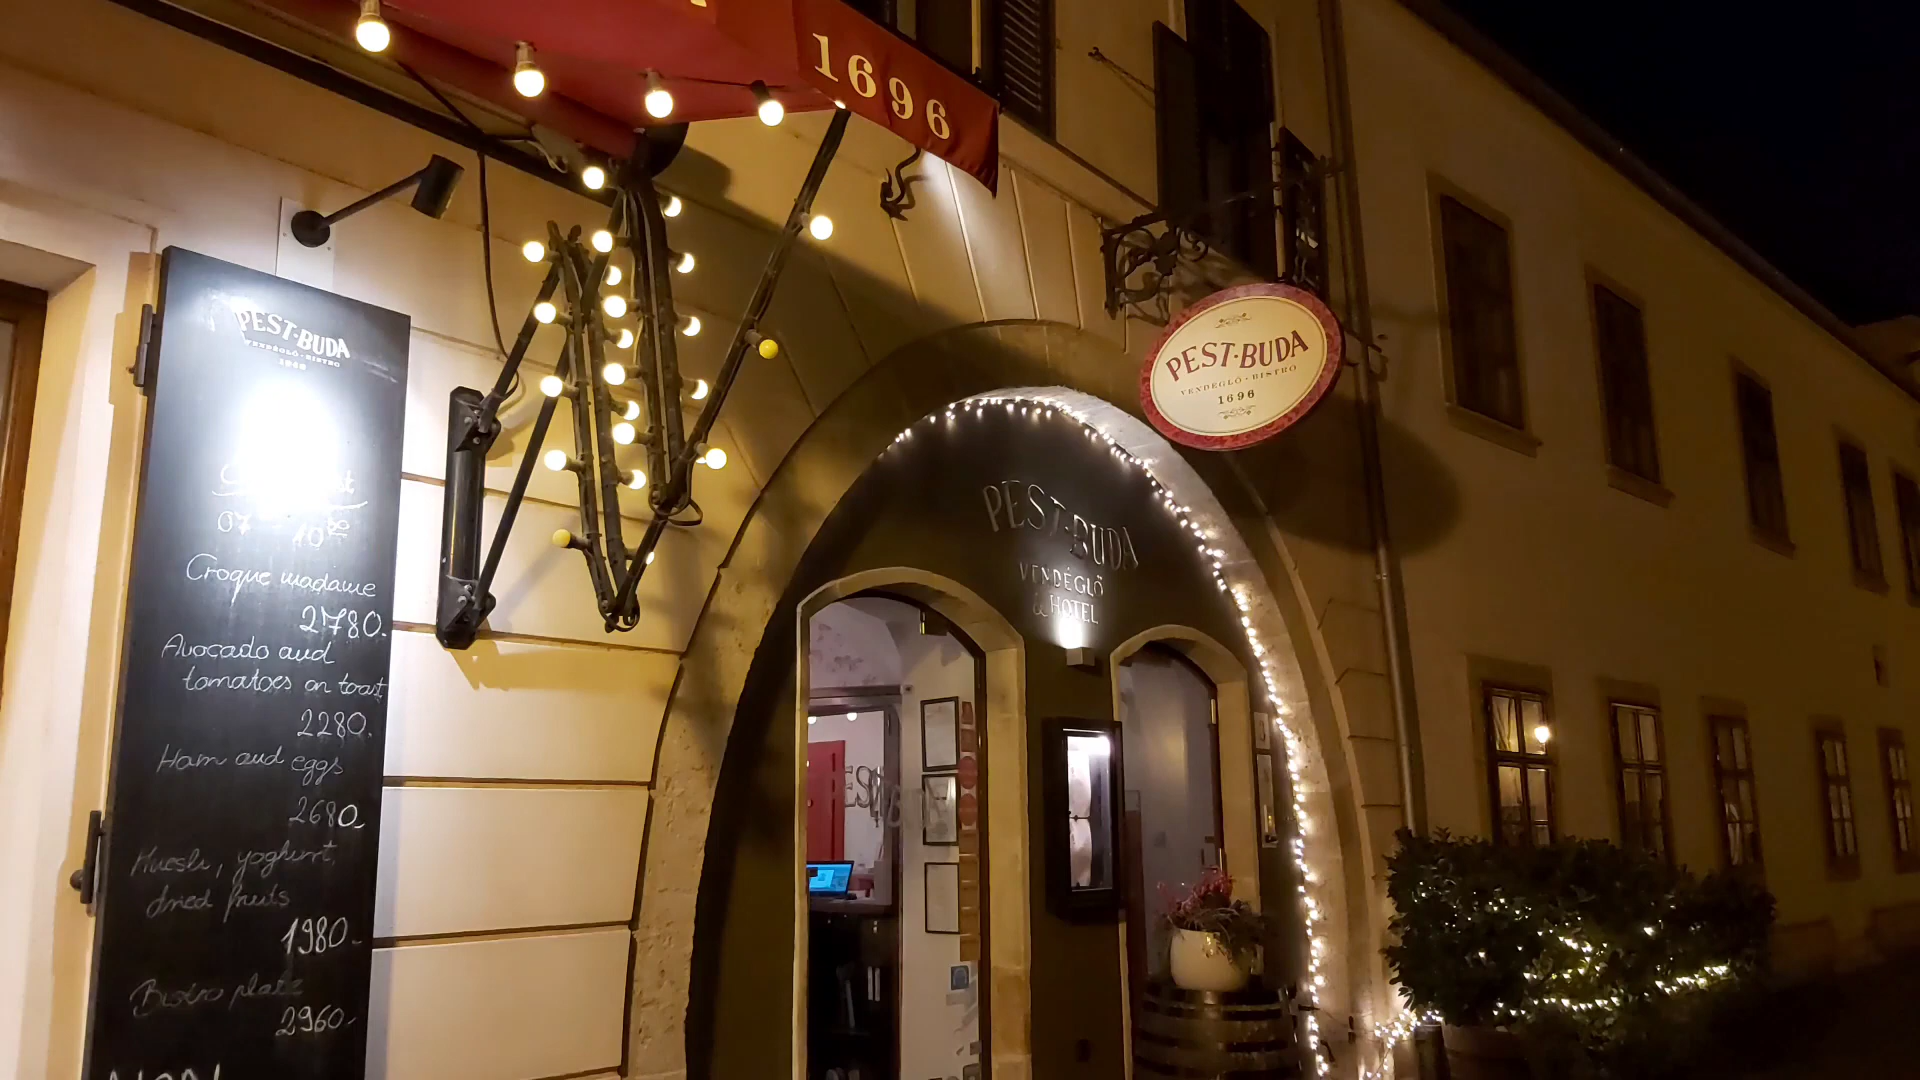 1696
PEST-BUDA
VENDÉGLŐ · BISTRO
1696
PEST-BUDA
VENDÉGLŐ
& HOTEL
PEST-BUDA
VENDÉGLŐ · BISTRO
07 - 10 30
Croque madame
2780.-
Avocado and
tomatoes on toast
2280.-
Ham and eggs
2680.-
Muesli, yoghurt,
dried fruits
1980.-
Bistro plate
2960.-